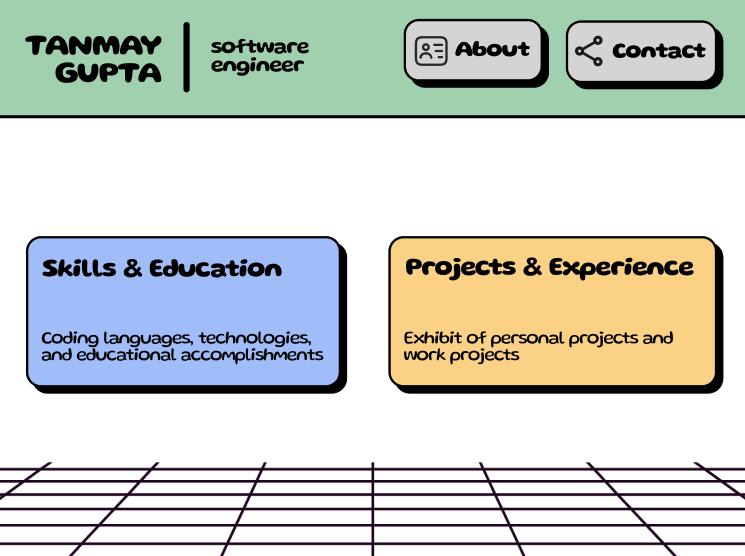 TANMAY
GUPTA
software
engineer
About
Contact
Skills & Education
Coding languages, technologies,
and educational accomplishments
Projects & Experience
Exhibit of personal projects and
work projects